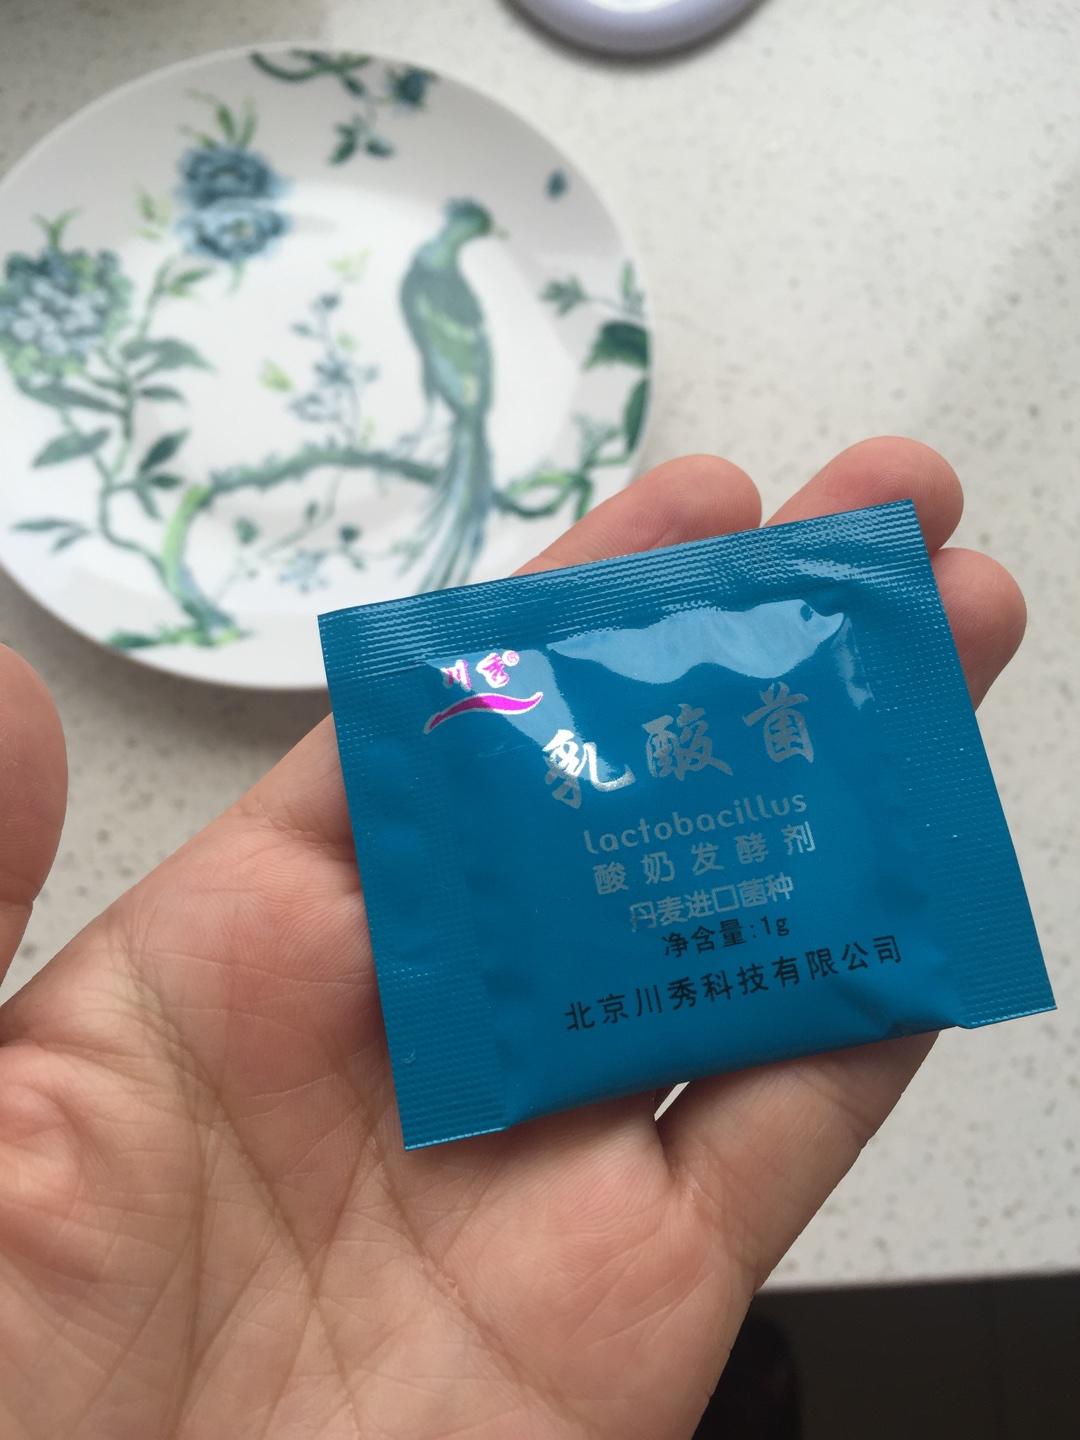 川秀®
乳酸菌
lactobacillus
酸奶发酵剂
丹麦进口菌种
净含量:1g
北京川秀科技有限公司